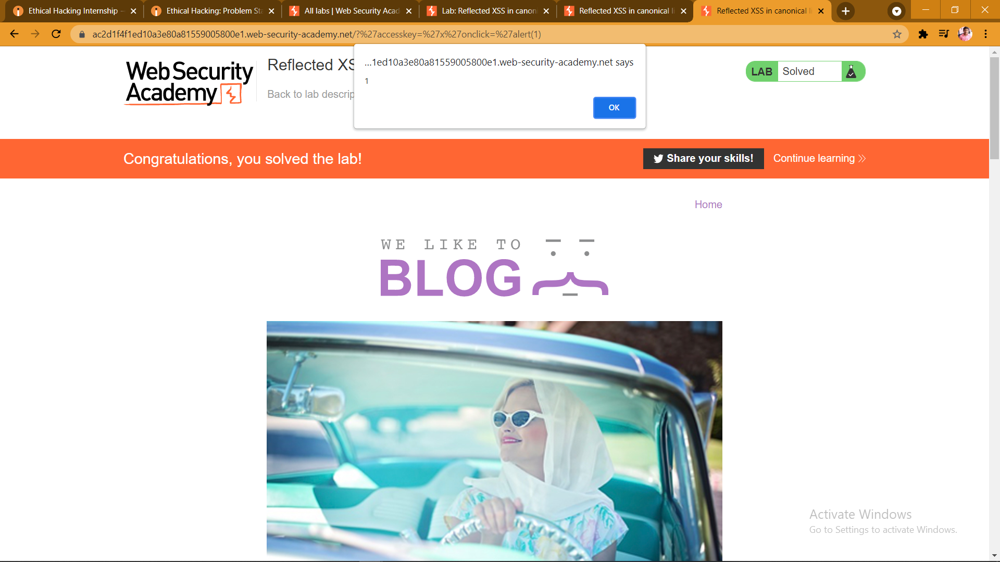 Ethical Hacking Internship
Ethical Hacking: Problem Sta
All labs | Web Security Acad
Lab: Reflected XSS in canon
Reflected XSS in canonical li
Reflected XSS in canonical li
ac2d1f4f1ed10a3e80a81559005800e1.web-security-academy.net/?%27accesskey=%27x%27onclick=%27alert(1)
Web Security
Academy
Reflected XS
Back to lab descrip
...1ed10a3e80a81559005800e1.web-security-academy.net says
1
OK
LAB Solved
Congratulations, you solved the lab!
Share your skills!
Continue learning
Home
WE LIKE TO
BLOG
Activate Windows
Go to Settings to activate Windows.